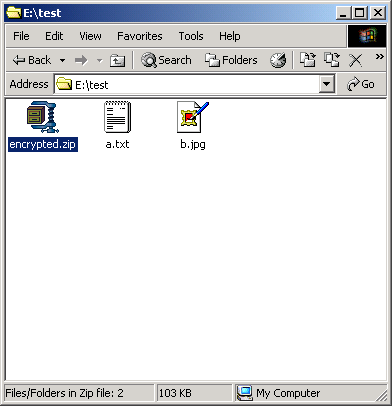 E:\test
File Edit View Favorites Tools Help
Back Search Folders
Address E:\test Go
encrypted.zip a.txt b.jpg
Files/Folders in Zip file: 2 103 KB My Computer